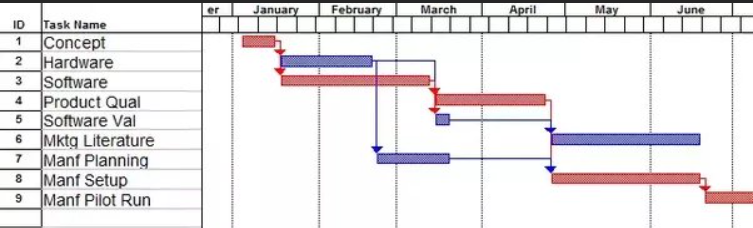 er January February March April May June
ID Task Name
1 Concept
2 Hardware
3 Software
4 Product Qual
5 Software Val
6 Mktg Literature
7 Manf Planning
8 Manf Setup
9 Manf Pilot Run